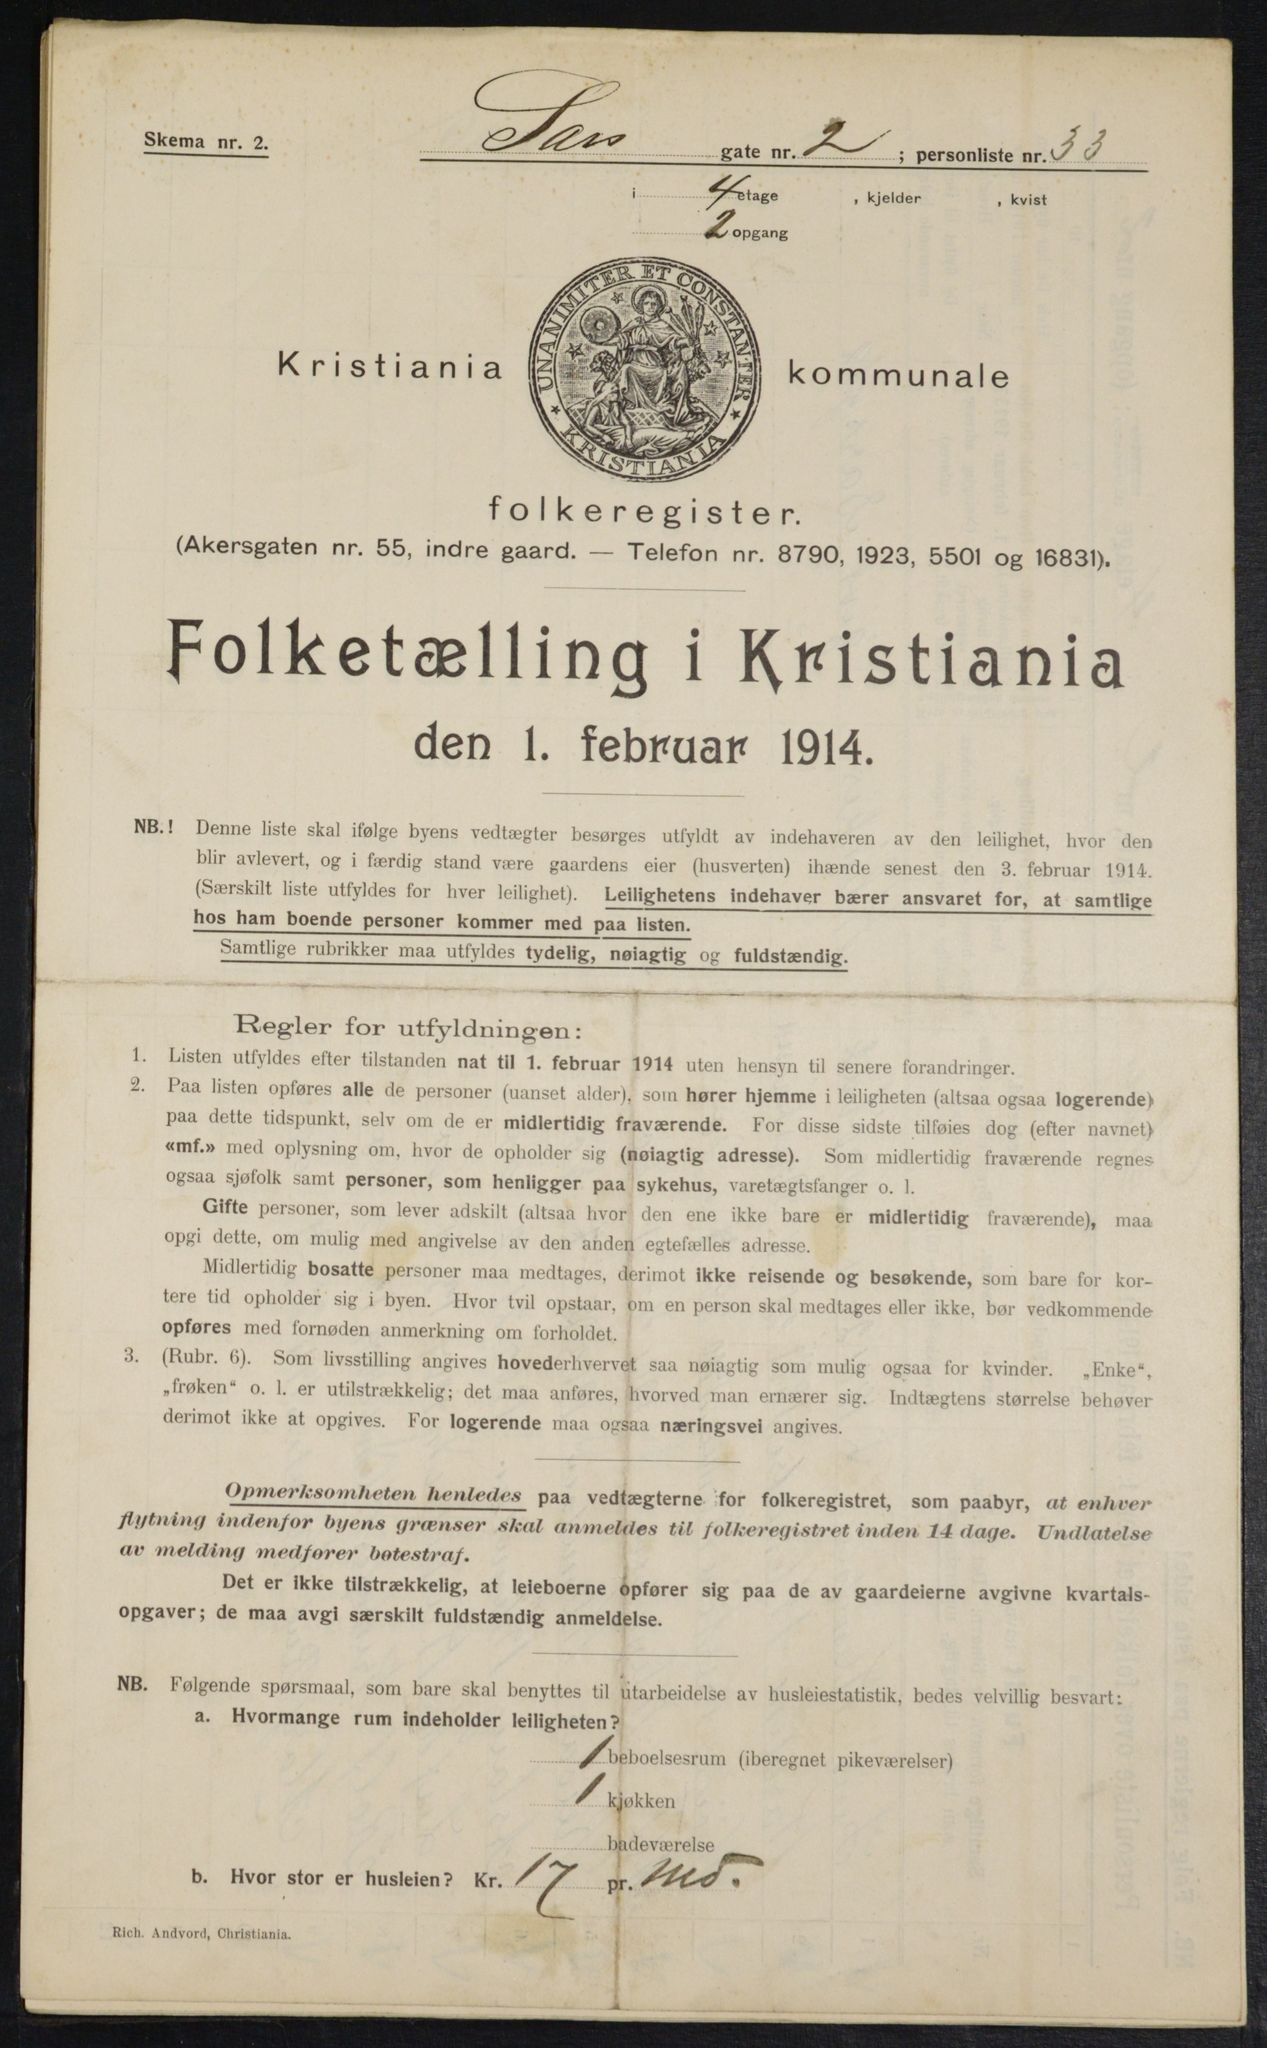 Skema nr. 2.
Sars gate nr. 2 ; personliste nr. 33
i 4 etage , kjelder , kvist
2 opgang
UNANIMITER ET CONSTANTER
KRISTIANIA
Kristiania kommunale
folkeregister.
(Akersgaten nr. 55, indre gaard. — Telefon nr. 8790, 1923, 5501 og 16831).
Folketælling i Kristiania
den 1. februar 1914.
NB.! Denne liste skal ifølge byens vedtægter besørges utfyldt av indehaveren av den leilighet, hvor den
blir avlevert, og i færdig stand være gaardens eier (husverten) ihænde senest den 3. februar 1914.
(Særskilt liste utfyldes for hver leilighet). Leilighetens indehaver bærer ansvaret for, at samtlige
hos ham boende personer kommer med paa listen.
Samtlige rubrikker maa utfyldes tydelig, nøiagtig og fuldstændig.
Regler for utfyldningen:
1. Listen utfyldes efter tilstanden nat til 1. februar 1914 uten hensyn til senere forandringer.
2. Paa listen opføres alle de personer (uanset alder), som hører hjemme i leiligheten (altsaa ogsaa logerende)
paa dette tidspunkt, selv om de er midlertidig fraværende. For disse sidste tilføies dog (efter navnet)
«mf.» med oplysning om, hvor de opholder sig (nøiagtig adresse). Som midlertidig fraværende regnes
ogsaa sjøfolk samt personer, som henligger paa sykehus, varetægtsfanger o. l.
Gifte personer, som lever adskilt (altsaa hvor den ene ikke bare er midlertidig fraværende), maa
opgi dette, om mulig med angivelse av den anden egtefælles adresse.
Midlertidig bosatte personer maa medtages, derimot ikke reisende og besøkende, som bare for kor-
tere tid opholder sig i byen. Hvor tvil opstaar, om en person skal medtages eller ikke, bør vedkommende
opføres med fornøden anmerkning om forholdet.
3. (Rubr. 6). Som livsstilling angives hovederhvervet saa nøiagtig som mulig ogsaa for kvinder. „Enke“,
„frøken“ o. l. er utilstrækkelig; det maa anføres, hvorved man ernærer sig. Indtægtens størrelse behøver
derimot ikke at opgives. For logerende maa ogsaa næringsvei angives.
Opmerksomheten henledes paa vedtægterne for folkeregistret, som paabyr, at enhver
flytning indenfor byens grænser skal anmeldes til folkeregistret inden 14 dage. Undlatelse
av melding medfører bøtestraf.
Det er ikke tilstrækkelig, at leieboerne opfører sig paa de av gaardeierne avgivne kvartals-
opgaver; de maa avgi særskilt fuldstændig anmeldelse.
NB. Følgende spørsmaal, som bare skal benyttes til utarbeidelse av husleiestatistik, bedes velvillig besvart:
a. Hvormange rum indeholder leiligheten?
1 beboelsesrum (iberegnet pikeværelser)
1 kjøkken
badeværelse
b. Hvor stor er husleien? Kr. 17 pr. Md.
Rich. Andvord, Christiania.